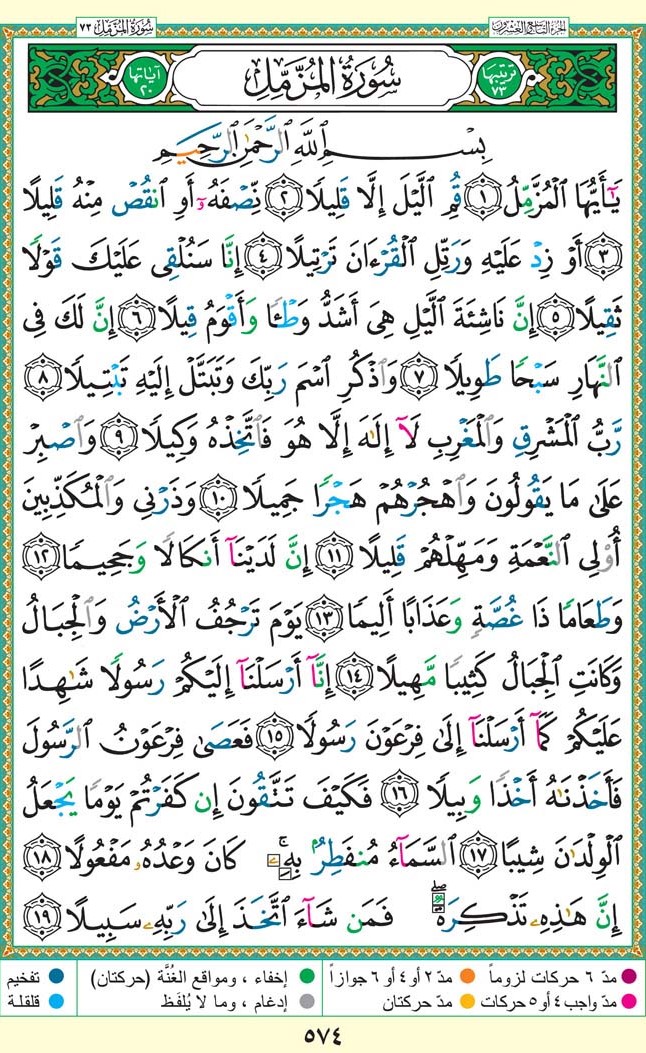 الجزء التاسع والعشرون
سُورَةُ المُزَّمِّل ٧٣
ترتيبها ٧٣
سُورَةُ المُزَّمِّلِ
آياتها ٢٠
بِسْمِ ٱللَّهِ ٱلرَّحْمَٰنِ ٱلرَّحِيمِ
يَٰٓأَيُّهَا ٱلْمُزَّمِّلُ ۝١ قُمِ ٱلَّيْلَ إِلَّا قَلِيلًا ۝٢ نِّصْفَهُۥٓ أَوِ ٱنقُصْ مِنْهُ قَلِيلًا
۝٣ أَوْ زِدْ عَلَيْهِ وَرَتِّلِ ٱلْقُرْءَانَ تَرْتِيلًا ۝٤ إِنَّا سَنُلْقِى عَلَيْكَ قَوْلًا
ثَقِيلًا ۝٥ إِنَّ نَاشِئَةَ ٱلَّيْلِ هِىَ أَشَدُّ وَطْـًٔا وَأَقْوَمُ قِيلًا ۝٦ إِنَّ لَكَ فِى
ٱلنَّهَارِ سَبْحًا طَوِيلًا ۝٧ وَٱذْكُرِ ٱسْمَ رَبِّكَ وَتَبَتَّلْ إِلَيْهِ تَبْتِيلًا ۝٨
رَّبُّ ٱلْمَشْرِقِ وَٱلْمَغْرِبِ لَآ إِلَٰهَ إِلَّا هُوَ فَٱتَّخِذْهُ وَكِيلًا ۝٩ وَٱصْبِرْ
عَلَىٰ مَا يَقُولُونَ وَٱهْجُرْهُمْ هَجْرًا جَمِيلًا ۝١٠ وَذَرْنِى وَٱلْمُكَذِّبِينَ
أُو۟لِى ٱلنَّعْمَةِ وَمَهِّلْهُمْ قَلِيلًا ۝١١ إِنَّ لَدَيْنَآ أَنكَالًا وَجَحِيمًا ۝١٢
وَطَعَامًا ذَا غُصَّةٍ وَعَذَابًا أَلِيمًا ۝١٣ يَوْمَ تَرْجُفُ ٱلْأَرْضُ وَٱلْجِبَالُ
وَكَانَتِ ٱلْجِبَالُ كَثِيبًا مَّهِيلًا ۝١٤ إِنَّآ أَرْسَلْنَآ إِلَيْكُمْ رَسُولًا شَٰهِدًا
عَلَيْكُمْ كَمَآ أَرْسَلْنَآ إِلَىٰ فِرْعَوْنَ رَسُولًا ۝١٥ فَعَصَىٰ فِرْعَوْنُ ٱلرَّسُولَ
فَأَخَذْنَٰهُ أَخْذًا وَبِيلًا ۝١٦ فَكَيْفَ تَتَّقُونَ إِن كَفَرْتُمْ يَوْمًا يَجْعَلُ
ٱلْوِلْدَٰنَ شِيبًا ۝١٧ ٱلسَّمَآءُ مُنفَطِرٌۢ بِهِۦ ۚ كَانَ وَعْدُهُۥ مَفْعُولًا ۝١٨
إِنَّ هَٰذِهِۦ تَذْكِرَةٌ ۖ فَمَن شَآءَ ٱتَّخَذَ إِلَىٰ رَبِّهِۦ سَبِيلًا ۝١٩
مدّ ٦ حركات لزوماً مدّ ٢ أو ٤ أو ٦ جوازاً إخفاء ، ومواقع الغُنَّة (حركتان) تفخيم
مدّ واجب ٤ أو ٥ حركات مدّ حركتان إدغام ، وما لا يُلفَظ قلقلة
٥٧٤